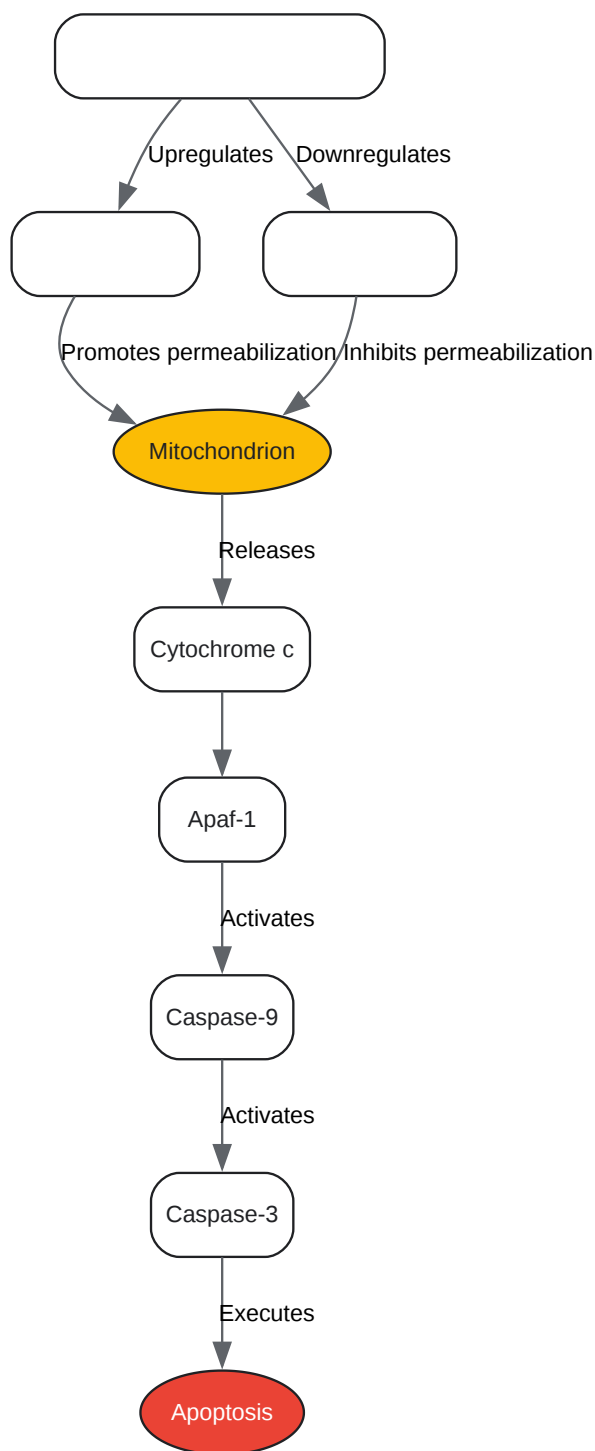 Upregulates
Downregulates
Promotes permeabilization
Inhibits permeabilization
Mitochondrion
Releases
Cytochrome c
Apaf-1
Activates
Caspase-9
Activates
Caspase-3
Executes
Apoptosis